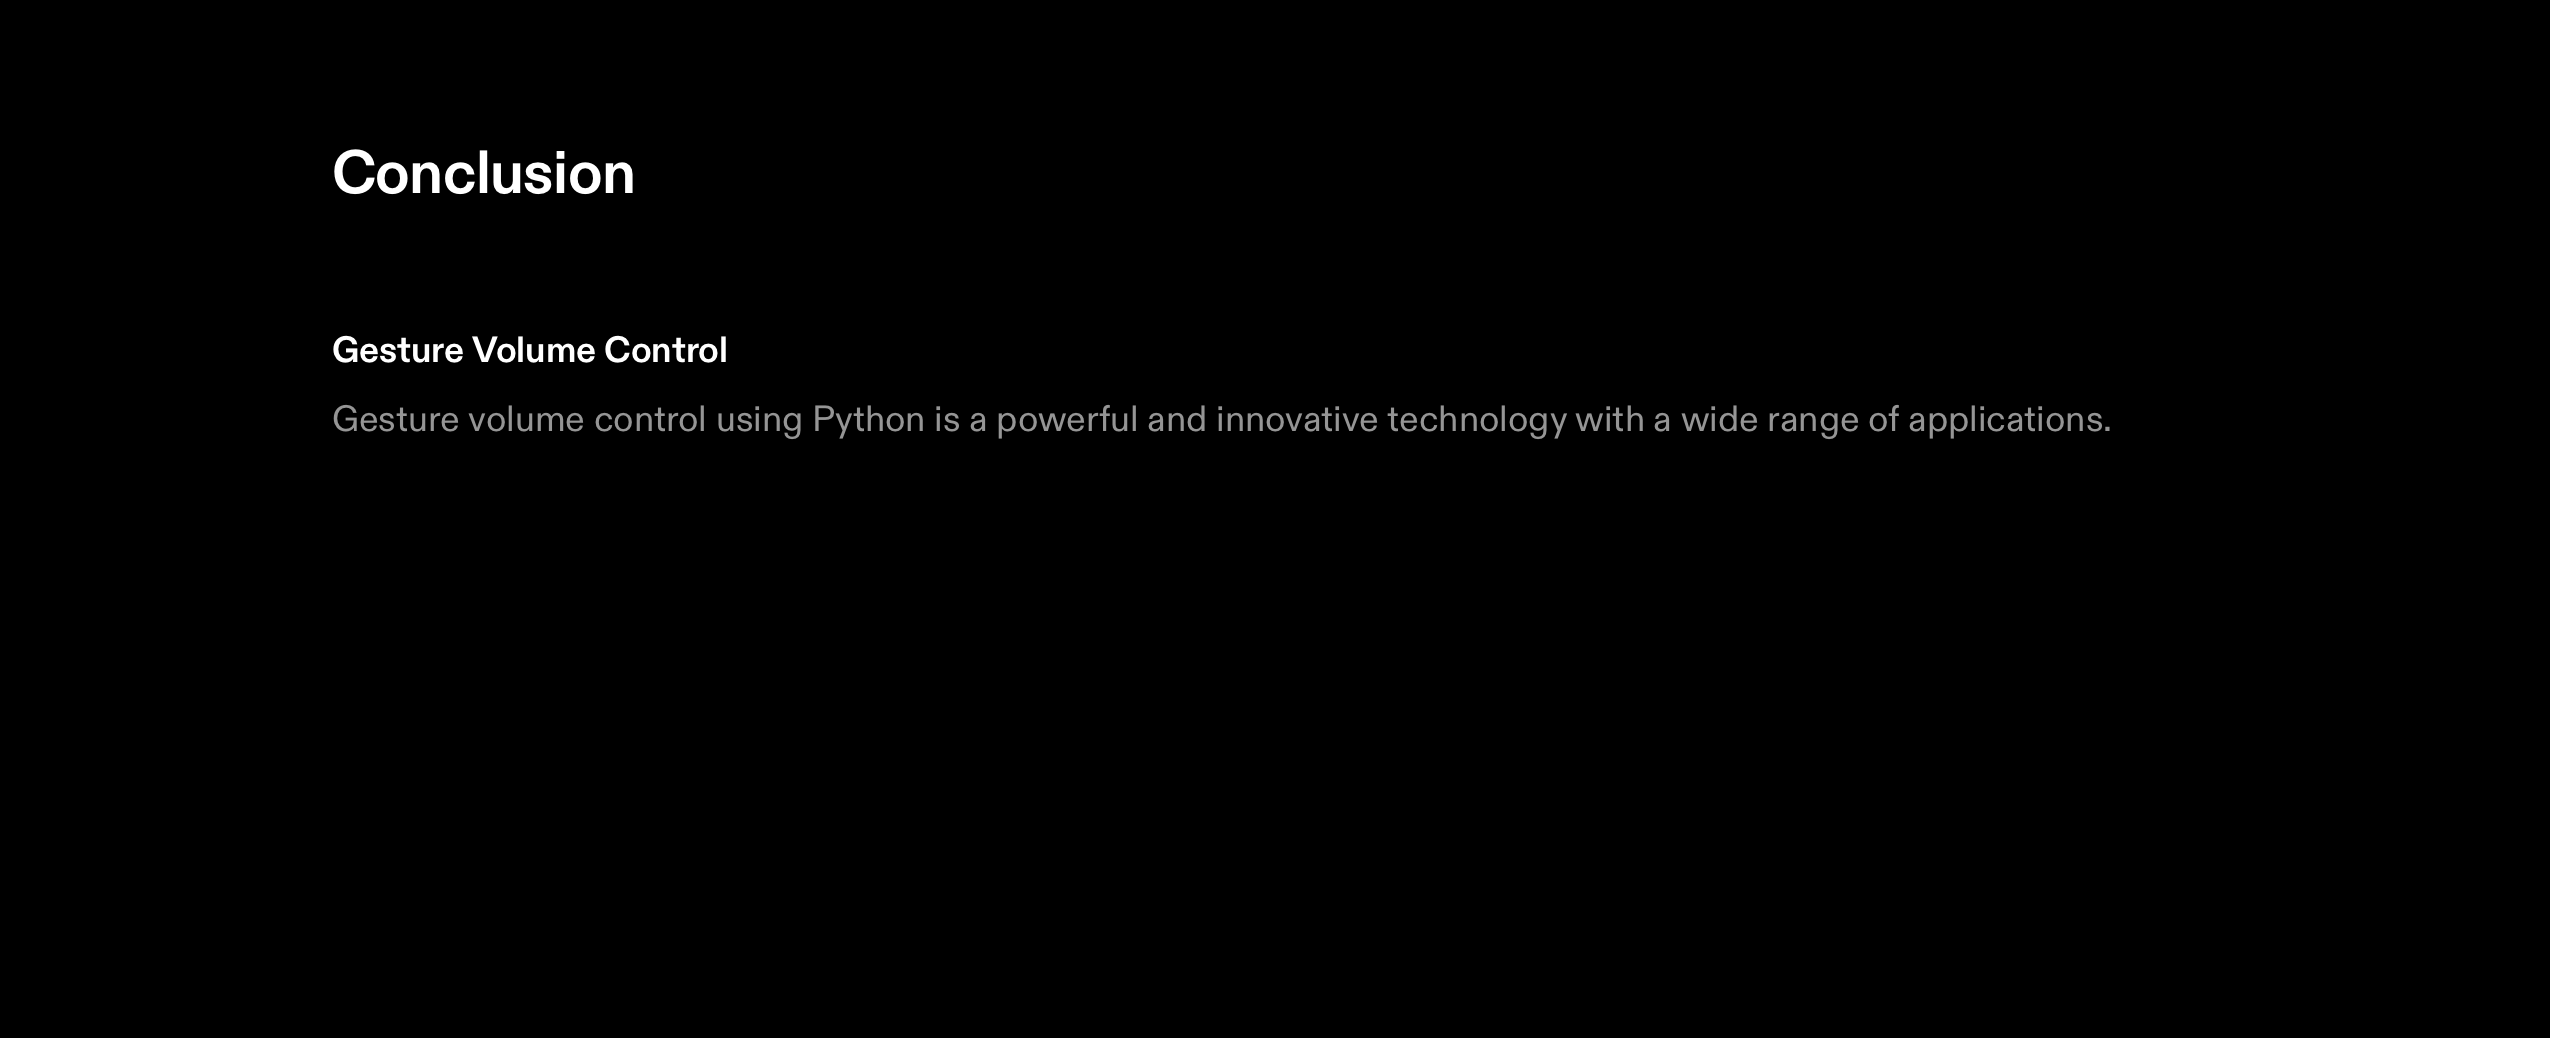 Conclusion
Gesture Volume Control
Gesture volume control using Python is a powerful and innovative technology with a wide range of applications.